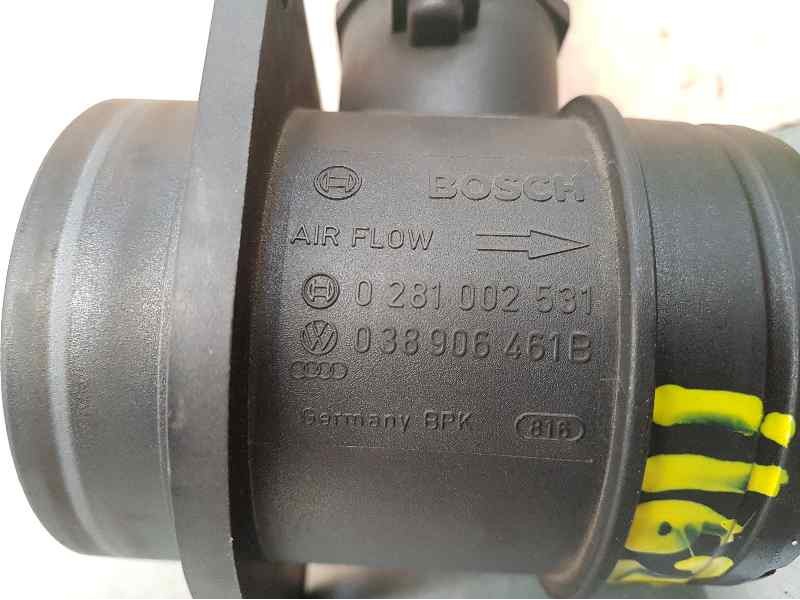 BOSCH
AIR FLOW
0 281 002 531
038 906 461B
Germany BPK 816